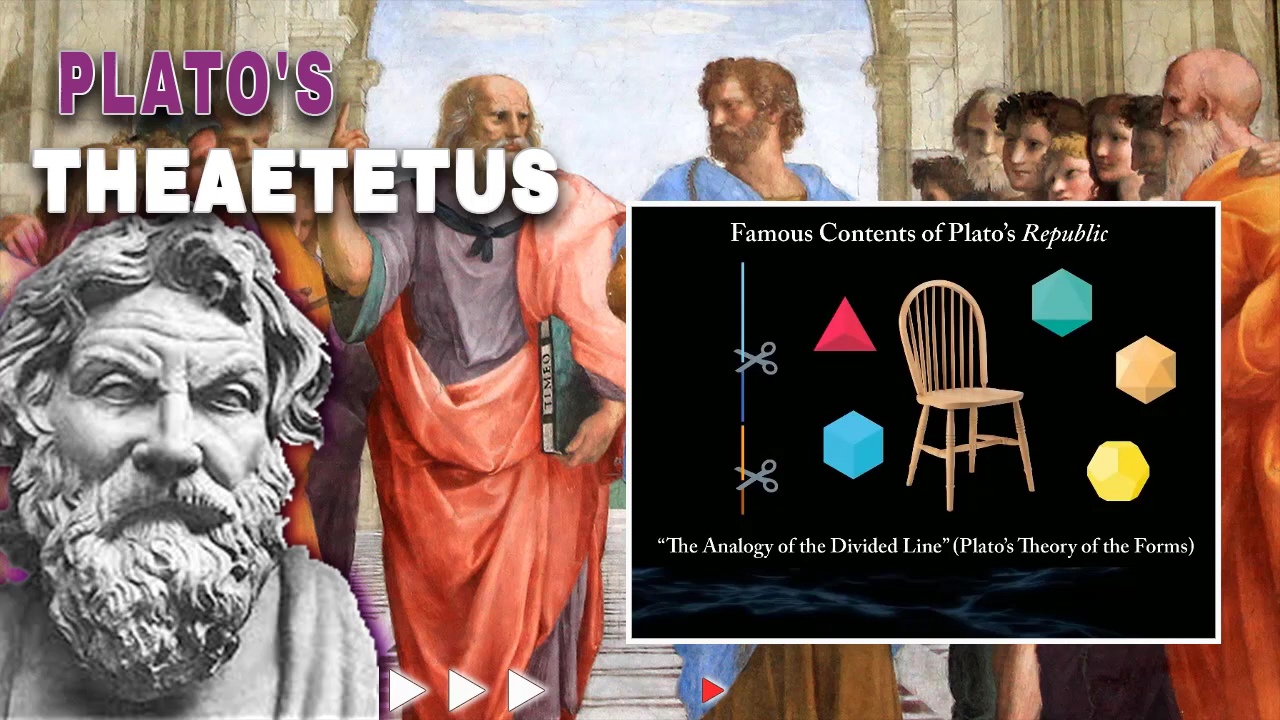 PLATO'S
THEAETETUS
TIMEO
Famous Contents of Plato’s Republic
“The Analogy of the Divided Line” (Plato’s Theory of the Forms)